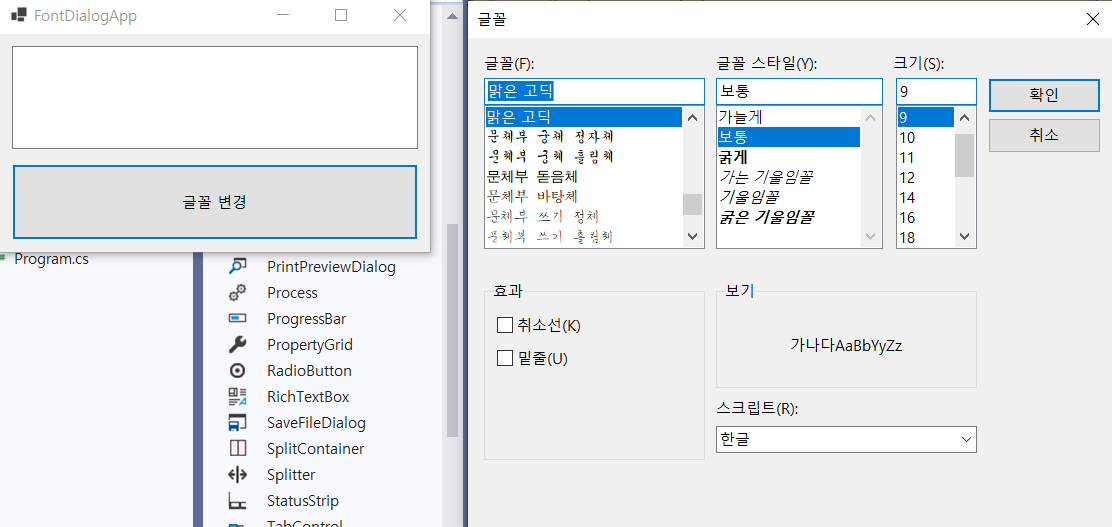 FontDialogApp
글꼴 변경
Program.cs
PrintPreviewDialog
Process
ProgressBar
PropertyGrid
RadioButton
RichTextBox
SaveFileDialog
SplitContainer
Splitter
StatusStrip
TabControl
글꼴
글꼴(F):
맑은 고딕
맑은 고딕
문체부 궁체 정자체
문체부 궁체 흘림체
문체부 돋음체
문체부 바탕체
문체부 쓰기 정체
문체부 쓰기 흘림체
글꼴 스타일(Y):
보통
가늘게
보통
굵게
가는 기울임꼴
기울임꼴
굵은 기울임꼴
크기(S):
9
9
10
11
12
14
16
18
확인
취소
효과
취소선(K)
밑줄(U)
보기
가나다AaBbYyZz
스크립트(R):
한글